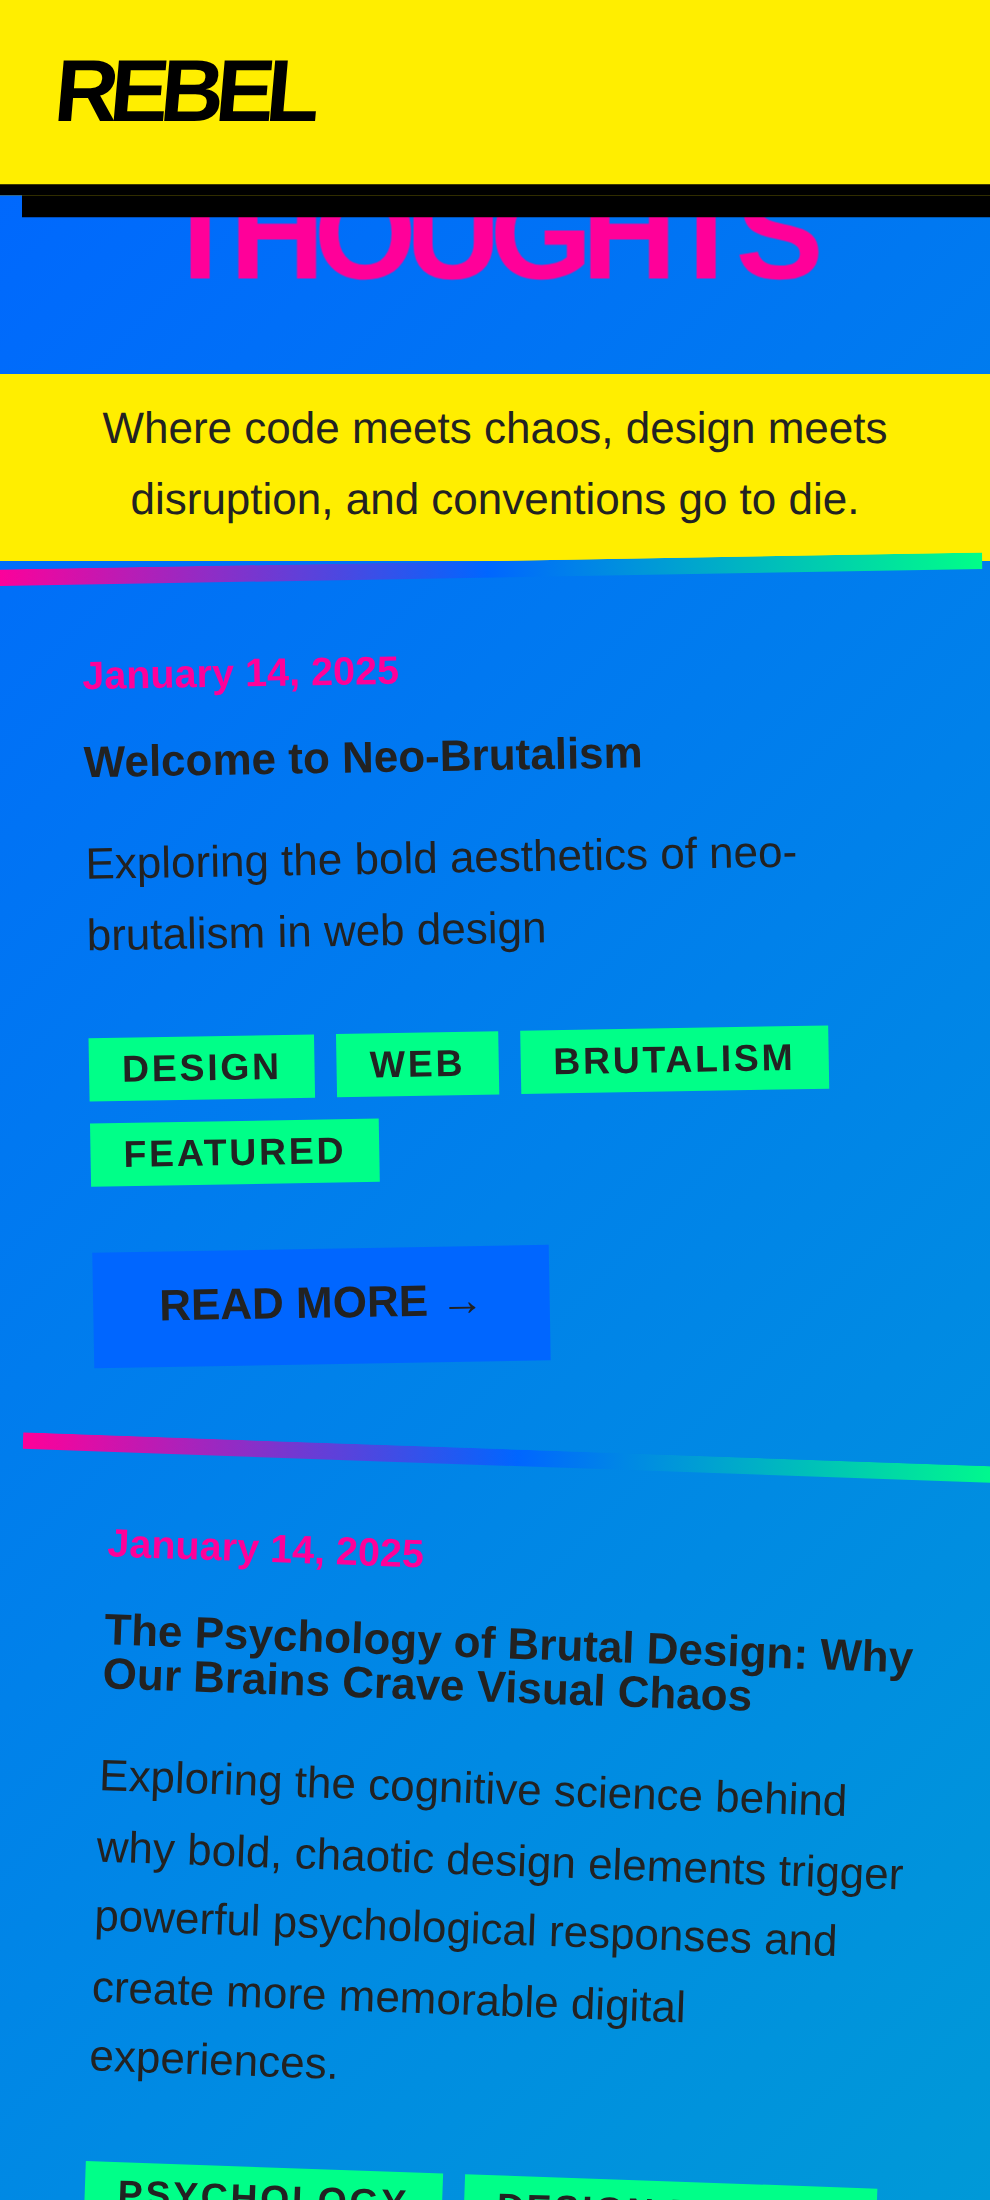 REBEL
THOUGHTS
Where code meets chaos, design meets
disruption, and conventions go to die.
January 14, 2025
Welcome to Neo-Brutalism
Exploring the bold aesthetics of neo-
brutalism in web design
DESIGN WEB BRUTALISM
FEATURED
READ MORE →
January 14, 2025
The Psychology of Brutal Design: Why
Our Brains Crave Visual Chaos
Exploring the cognitive science behind
why bold, chaotic design elements trigger
powerful psychological responses and
create more memorable digital
experiences.
PSYCHOLOGY